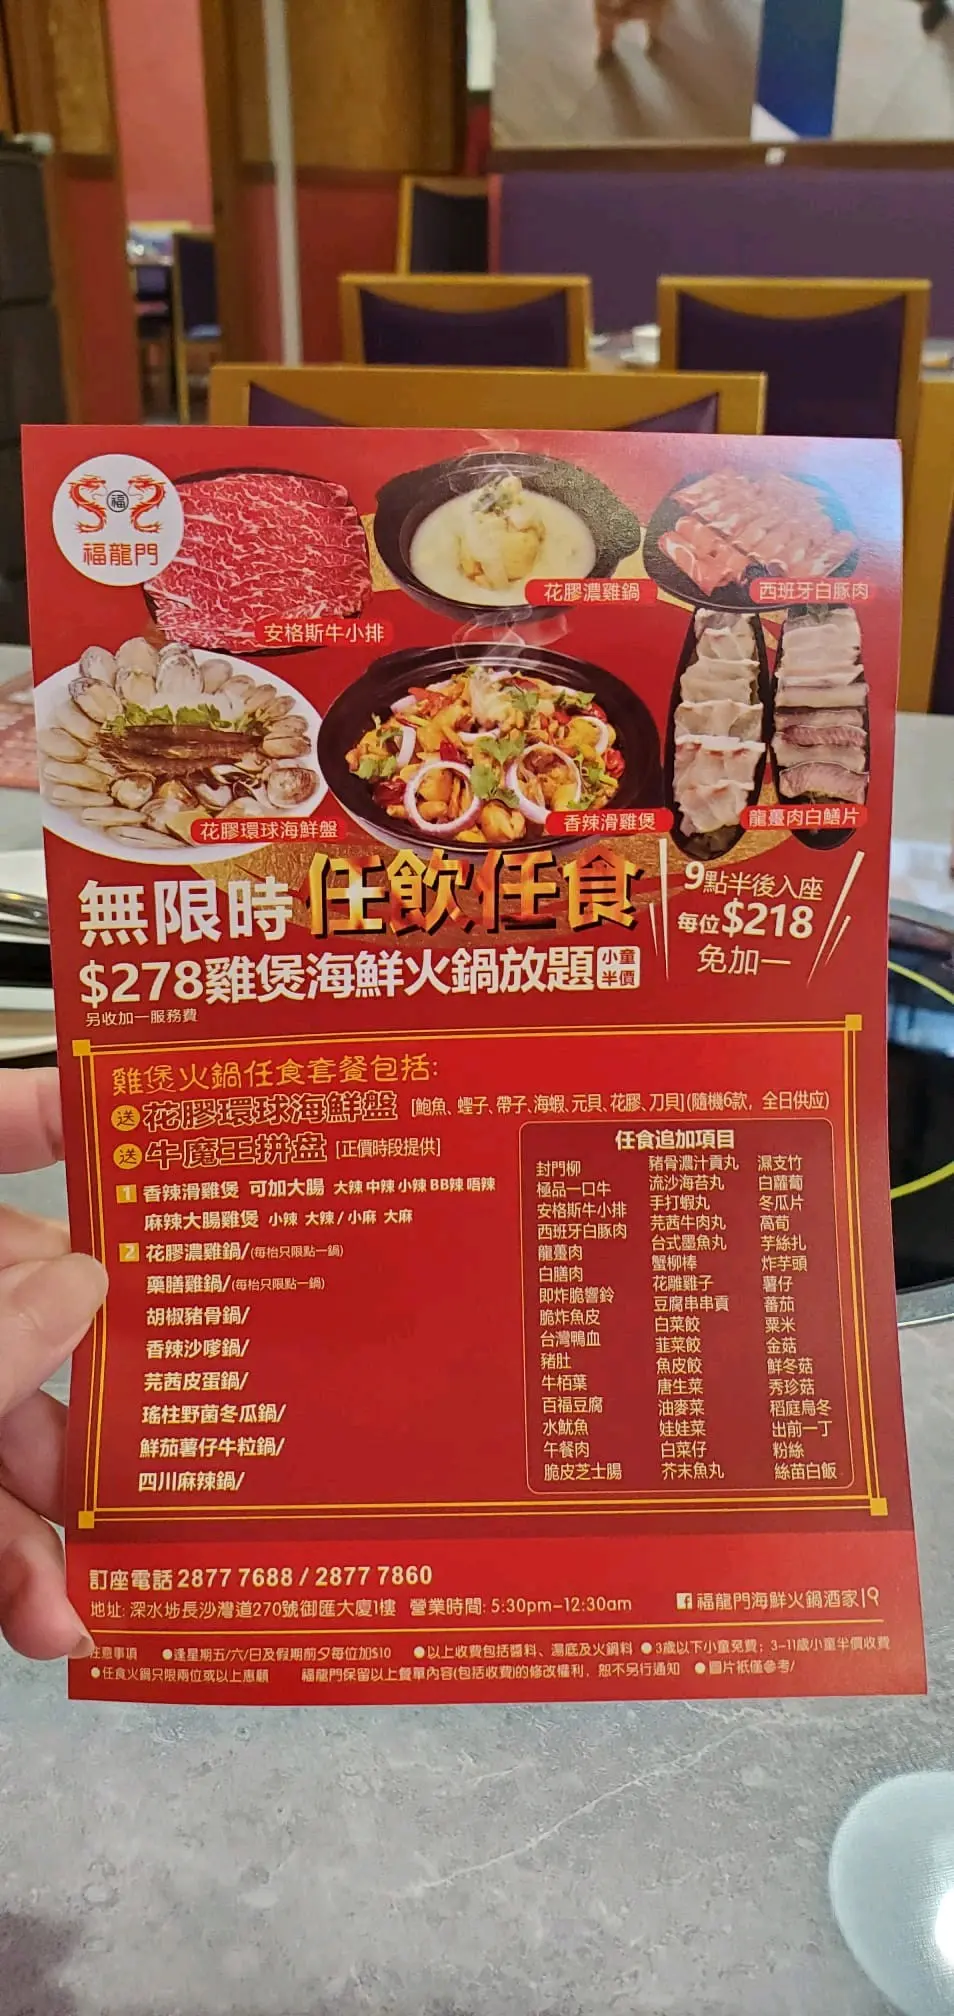 福
福龍門
安格斯牛小排
花膠濃雞鍋
西班牙白豚肉
花膠環球海鮮盤
香辣滑雞煲
龍躉肉白鱔片
無限時任飲任食
$278雞煲海鮮火鍋放題 小童半價
另收加一服務費
9點半後入座
每位$218
免加一
雞煲火鍋任食套餐包括:
送 花膠環球海鮮盤 [鮑魚、蟶子、帶子、海蝦、元貝、花膠、刀貝](隨機6款，全日供应)
送 牛魔王拼盘 [正價時段提供]
1 香辣滑雞煲 可加大腸 大辣 中辣 小辣 BB辣 唔辣
麻辣大腸雞煲 小辣 大辣 / 小麻 大麻
2 花膠濃雞鍋/(每枱只限點一鍋)
藥膳雞鍋/(每枱只限點一鍋)
胡椒豬骨鍋/
香辣沙嗲鍋/
芫茜皮蛋鍋/
瑤柱野菌冬瓜鍋/
鮮茄薯仔牛粒鍋/
四川麻辣鍋/
任食追加項目
封門柳
極品一口牛
安格斯牛小排
西班牙白豚肉
龍躉肉
白膳肉
即炸脆響鈴
脆炸魚皮
台灣鴨血
豬肚
牛栢葉
百福豆腐
水魷魚
午餐肉
脆皮芝士腸
豬骨濃汁貢丸
流沙海苔丸
手打蝦丸
芫茜牛肉丸
台式墨魚丸
蟹柳棒
花雕雞子
豆腐串串貢
白菜餃
韮菜餃
魚皮餃
唐生菜
油麥菜
娃娃菜
白菜仔
芥末魚丸
濕支竹
白蘿蔔
冬瓜片
萵荀
芋絲扎
炸芋頭
薯仔
蕃茄
粟米
金菇
鮮冬菇
秀珍菇
稻庭烏冬
出前一丁
粉絲
絲苗白飯
訂座電話 2877 7688 / 2877 7860
地址: 深水埗長沙灣道270號御匯大廈1樓 營業時間: 5:30pm-12:30am
福龍門海鮮火鍋酒家
注意事項 ●逢星期五/六/日及假期前夕每位加$10 ●以上收費包括醬料、湯底及火鍋料 ●3歲以下小童免費；3-11歲小童半價收費
●任食火鍋只限兩位或以上惠顧 福龍門保留以上餐單內容(包括收費)的修改權利，恕不另行通知 ●圖片衹僅參考/